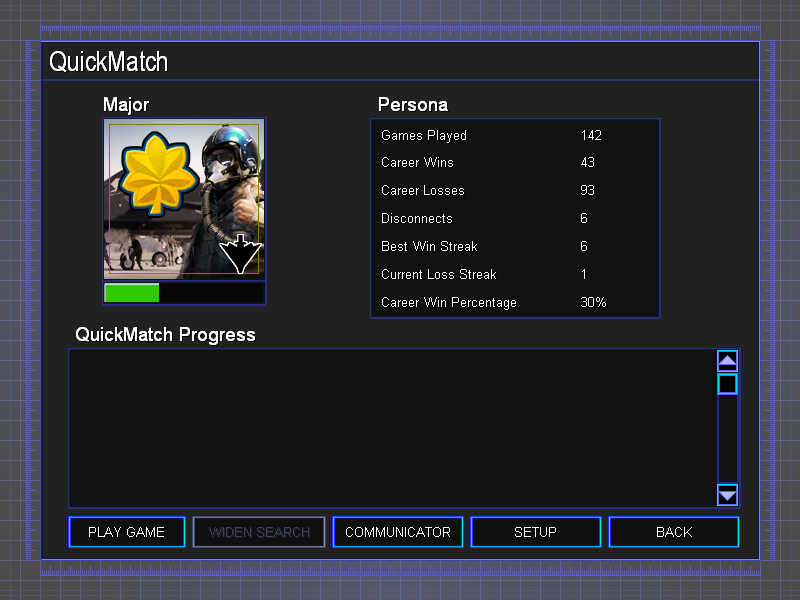 QuickMatch
Major
Persona
Games Played 142
Career Wins 43
Career Losses 93
Disconnects 6
Best Win Streak 6
Current Loss Streak 1
Career Win Percentage 30%
QuickMatch Progress
PLAY GAME WIDEN SEARCH COMMUNICATOR SETUP BACK